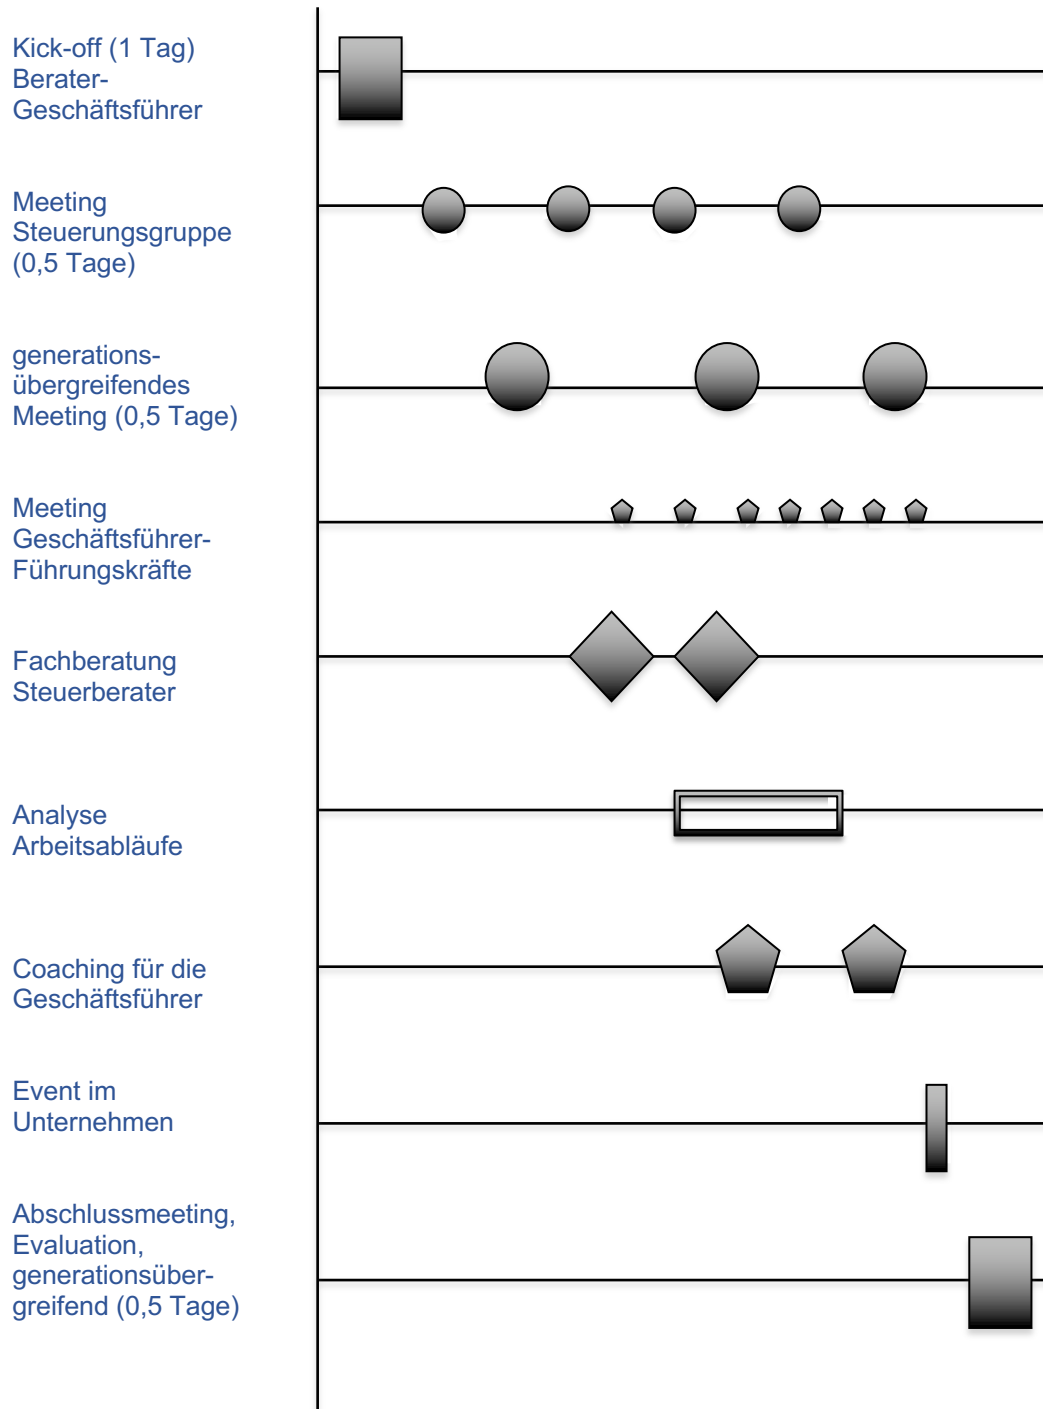 Kick-off (1 Tag)
Berater-
Geschäftsführer
Meeting
Steuerungsgruppe
(0,5 Tage)
generations-
übergreifendes
Meeting (0,5 Tage)
Meeting
Geschäftsführer-
Führungskräfte
Fachberatung
Steuerberater
Analyse
Arbeitsabläufe
Coaching für die
Geschäftsführer
Event im
Unternehmen
Abschlussmeeting,
Evaluation,
generationsüber-
greifend (0,5 Tage)